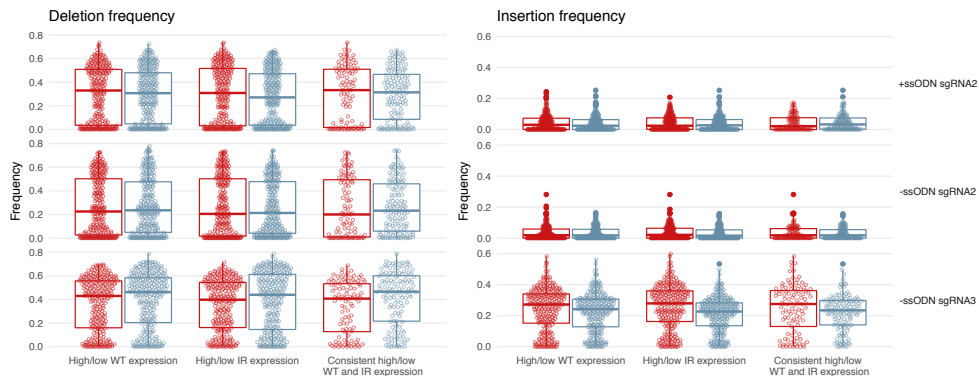 Deletion frequency
Insertion frequency
0.8
0.6
0.4
0.2
0.0
0.8
0.6
0.4
0.2
0.0
0.8
0.6
0.4
0.2
0.0
Frequency
High/low WT expression
High/low IR expression
Consistent high/low
WT and IR expression
0.6
0.4
0.2
0.0
0.6
0.4
0.2
0.0
0.6
0.4
0.2
0.0
Frequency
High/low WT expression
High/low IR expression
Consistent high/low
WT and IR expression
+ssODN sgRNA2
-ssODN sgRNA2
-ssODN sgRNA3